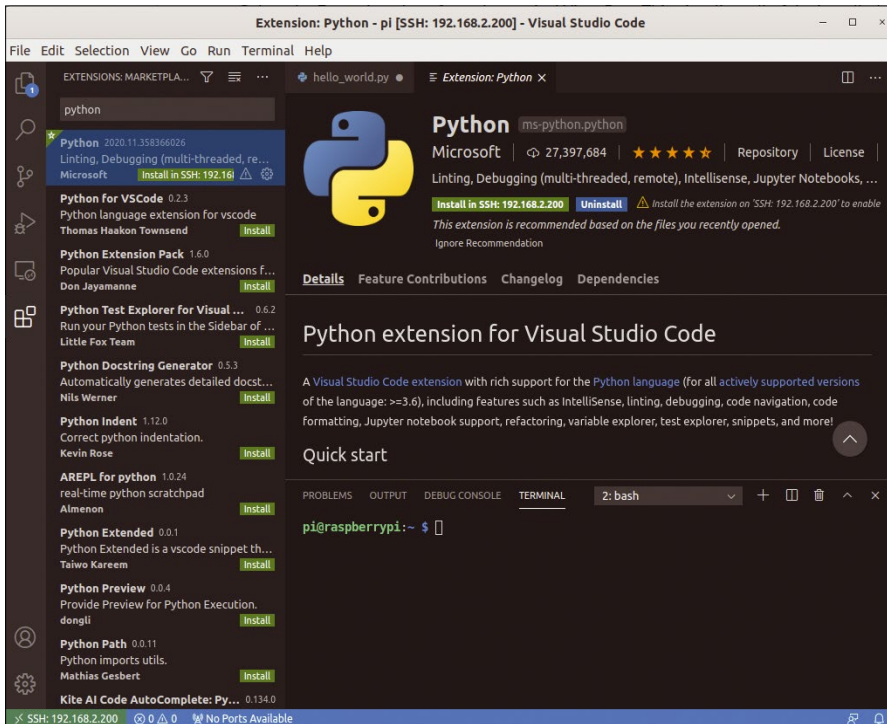 Extension: Python - pi [SSH: 192.168.2.200] - Visual Studio Code
File Edit Selection View Go Run Terminal Help
EXTENSIONS: MARKETPLA...
python
Python 2020.11.358366026
Linting, Debugging (multi-threaded, re...
Microsoft Install in SSH: 192.16
Python for VSCode 0.2.3
Python language extension for vscode
Thomas Haakon Townsend Install
Python Extension Pack 1.6.0
Popular Visual Studio Code extensions f...
Don Jayamanne Install
Python Test Explorer for Visual ... 0.6.2
Run your Python tests in the Sidebar of ...
Little Fox Team Install
Python Docstring Generator 0.5.3
Automatically generates detailed docst...
Nils Werner Install
Python Indent 1.12.0
Correct python indentation.
Kevin Rose Install
AREPL for python 1.0.24
real-time python scratchpad
Almenon Install
Python Extended 0.0.1
Python Extended is a vscode snippet th...
Taiwo Kareem Install
Python Preview 0.0.4
Provide Preview for Python Execution.
dongli Install
Python Path 0.0.11
Python imports utils.
Mathias Gesbert Install
Kite AI Code AutoComplete: Py... 0.134.0
hello_world.py
Extension: Python
Python ms-python.python
Microsoft 27,397,684 Repository License
Linting, Debugging (multi-threaded, remote), Intellisense, Jupyter Notebooks, ...
Install in SSH: 192.168.2.200 Uninstall Install the extension on 'SSH: 192.168.2.200' to enable
This extension is recommended based on the files you recently opened.
Ignore Recommendation
Details Feature Contributions Changelog Dependencies
Python extension for Visual Studio Code
A Visual Studio Code extension with rich support for the Python language (for all actively supported versions
of the language: >=3.6), including features such as IntelliSense, linting, debugging, code navigation, code
formatting, Jupyter notebook support, refactoring, variable explorer, test explorer, snippets, and more!
Quick start
PROBLEMS OUTPUT DEBUG CONSOLE TERMINAL 2: bash
pi@raspberrypi:~ $
1
SSH: 192.168.2.200 0 0 No Ports Available